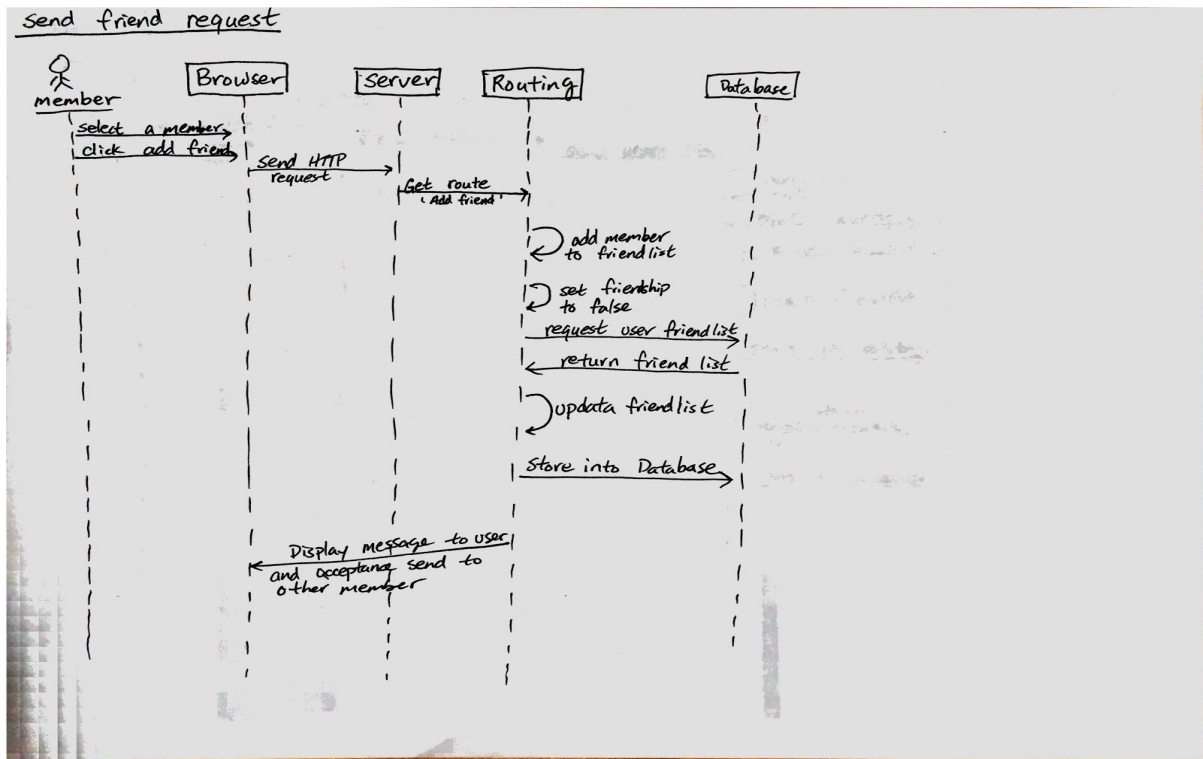 Send friend request
member
Browser
Server
Routing
Database
select a member
click add friend
Send HTTP
request
Get route
'Add friend'
add member
to friendlist
set friendship
to false
request user friendlist
return friend list
updata friendlist
Store into Database
Display message to user
and acceptance send to
other member